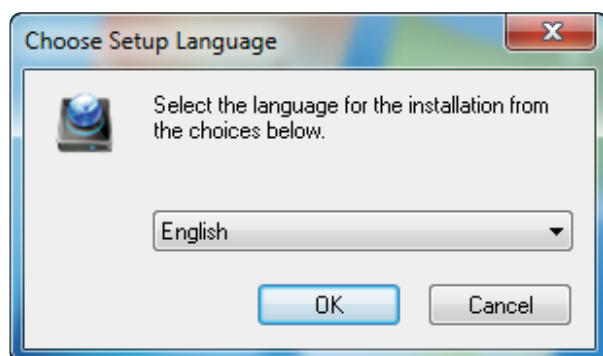 Choose Setup Language
Select the language for the installation from
the choices below.
English
OK
Cancel